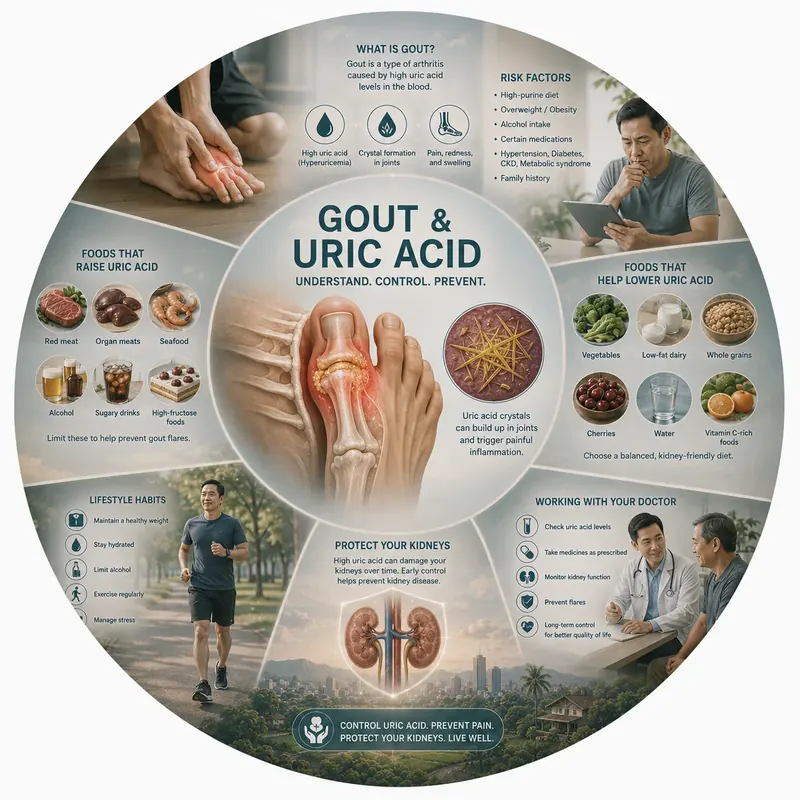 WHAT IS GOUT?
Gout is a type of arthritis
caused by high uric acid
levels in the blood.
High uric acid
(Hyperuricemia)
Crystal formation
in joints
Pain, redness,
and swelling
RISK FACTORS
• High-purine diet
• Overweight / Obesity
• Alcohol intake
• Certain medications
• Hypertension, Diabetes,
CKD, Metabolic syndrome
• Family history
GOUT &
URIC ACID
UNDERSTAND. CONTROL. PREVENT.
Uric acid crystals
can build up in joints
and trigger painful
inflammation.
FOODS THAT
RAISE URIC ACID
Red meat
Organ meats
Seafood
Alcohol
Sugary drinks
High-fructose
foods
Limit these to help prevent gout flares.
FOODS THAT
HELP LOWER URIC ACID
Vegetables
Low-fat dairy
Whole grains
Cherries
Water
Vitamin C-rich
foods
Choose a balanced, kidney-friendly diet.
LIFESTYLE HABITS
Maintain a healthy weight
Stay hydrated
Limit alcohol
Exercise regularly
Manage stress
PROTECT YOUR KIDNEYS
High uric acid can damage your
kidneys over time. Early control
helps prevent kidney disease.
WORKING WITH YOUR DOCTOR
Check uric acid levels
Take medicines as prescribed
Monitor kidney function
Prevent flares
Long-term control
for better quality of life
CONTROL URIC ACID. PREVENT PAIN.
PROTECT YOUR KIDNEYS. LIVE WELL.